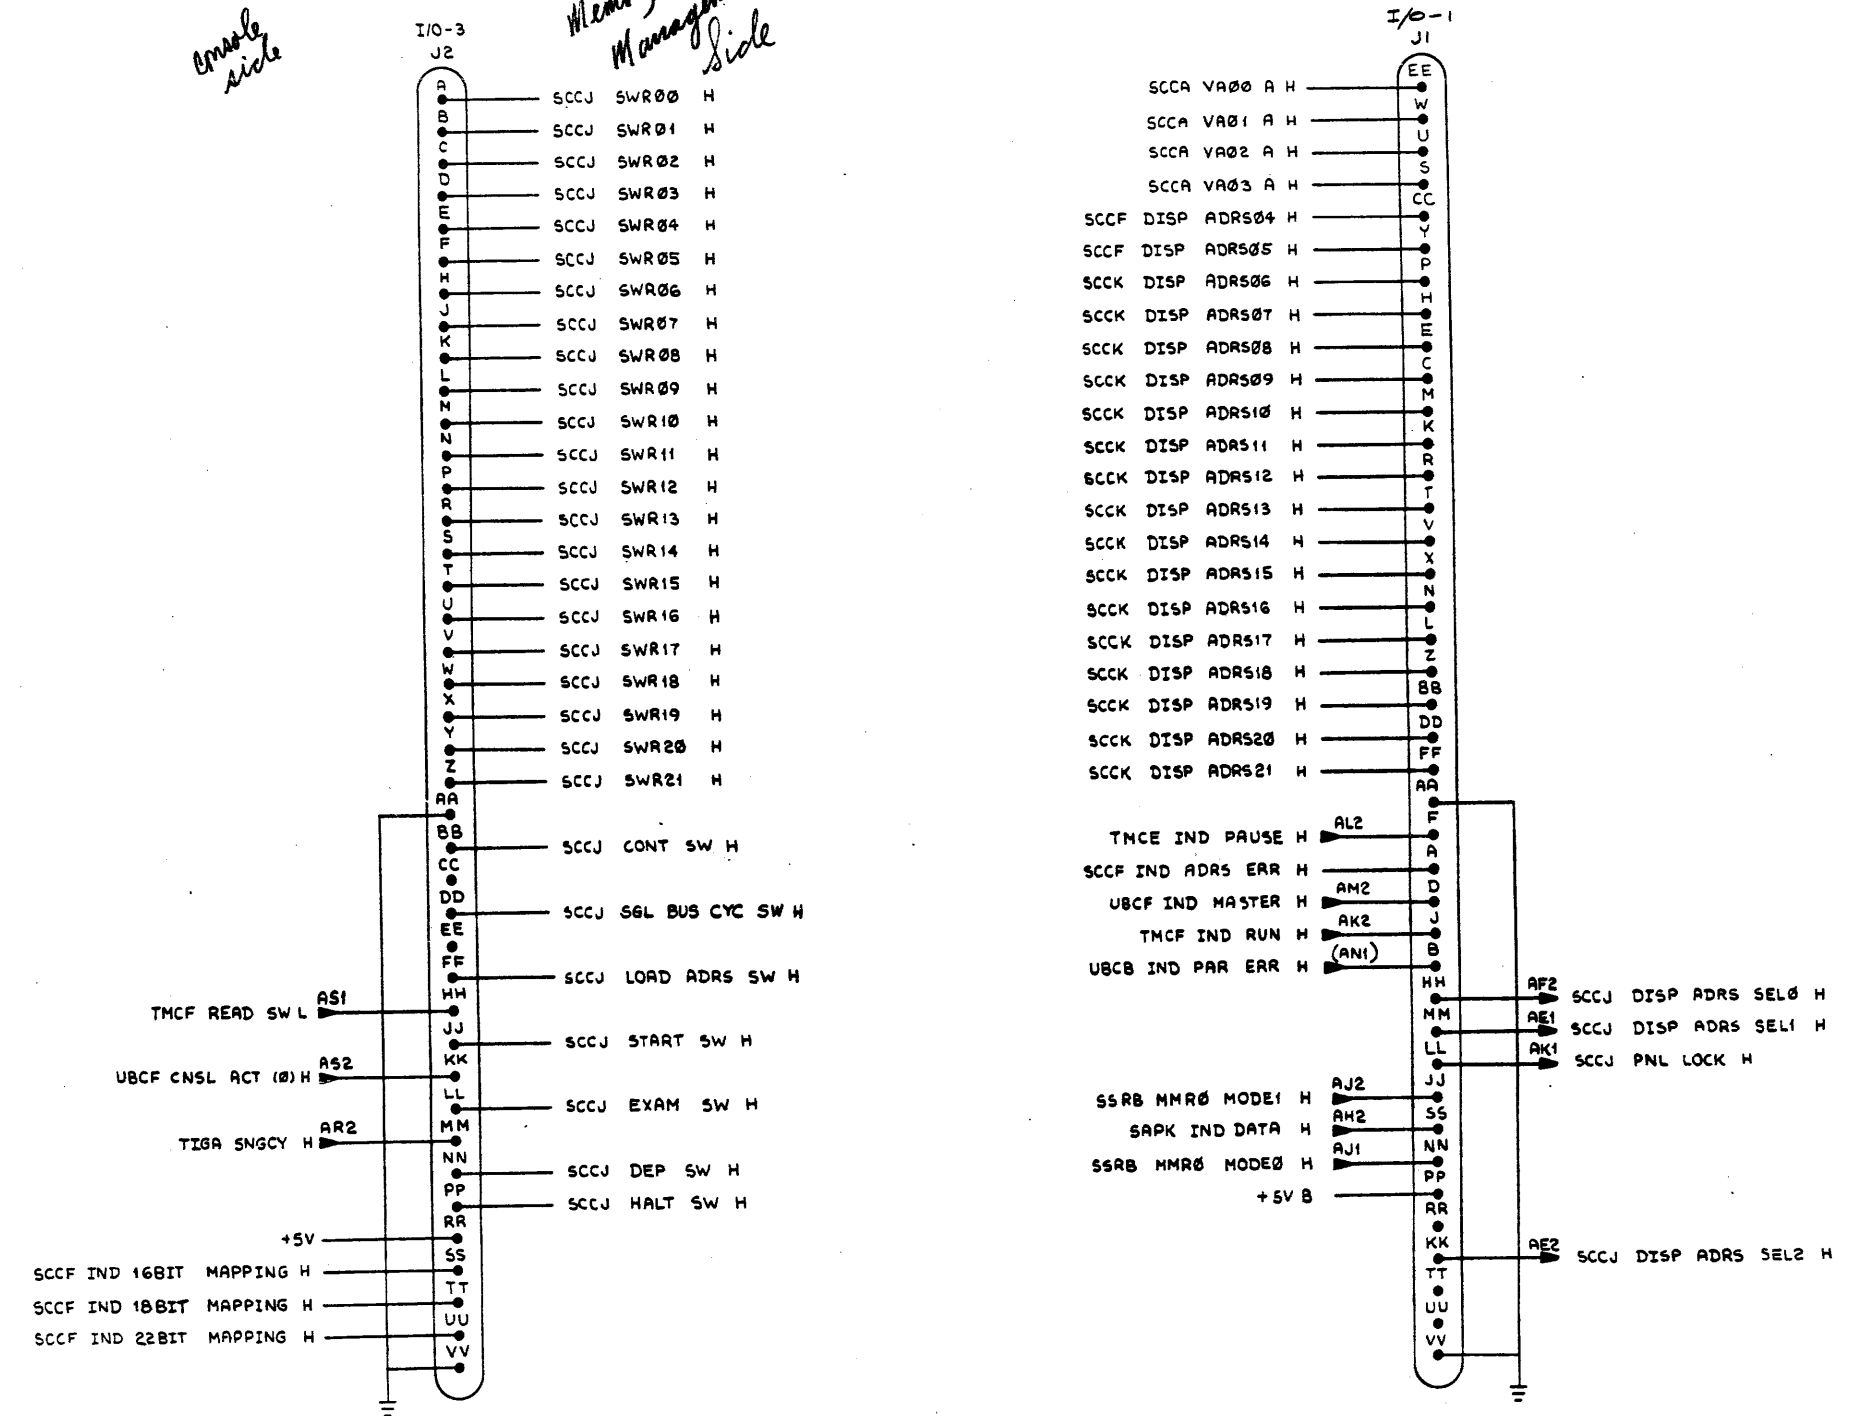 console
side
I/O-3
J2
Management
Side
A
SCCJ SWR00 H
B
SCCJ SWR01 H
C
SCCJ SWR02 H
D
SCCJ SWR03 H
E
SCCJ SWR04 H
F
SCCJ SWR05 H
H
SCCJ SWR06 H
J
SCCJ SWR07 H
K
SCCJ SWR08 H
L
SCCJ SWR09 H
M
SCCJ SWR10 H
N
SCCJ SWR11 H
P
SCCJ SWR12 H
R
SCCJ SWR13 H
S
SCCJ SWR14 H
T
SCCJ SWR15 H
U
SCCJ SWR16 H
V
SCCJ SWR17 H
W
SCCJ SWR18 H
X
SCCJ SWR19 H
Y
SCCJ SWR20 H
Z
SCCJ SWR21 H
AA
BB
SCCJ CONT SW H
CC
DD
SCCJ SGL BUS CYC SW H
EE
FF
SCCJ LOAD ADRS SW H
HH
TMCF READ SW L AS1
JJ
SCCJ START SW H
KK
UBCF CNSL ACT (0) H AS2
LL
SCCJ EXAM SW H
MM
TIGA SNGCY H AR2
NN
SCCJ DEP SW H
PP
SCCJ HALT SW H
RR
+5V
SS
SCCF IND 16BIT MAPPING H
TT
SCCF IND 18BIT MAPPING H
UU
SCCF IND 22BIT MAPPING H
VV
I/O-1
J1
EE
SCCA VA00 A H
W
SCCA VA01 A H
U
SCCA VA02 A H
S
SCCA VA03 A H
CC
SCCF DISP ADRS04 H
Y
SCCF DISP ADRS05 H
P
SCCK DISP ADRS06 H
H
SCCK DISP ADRS07 H
E
SCCK DISP ADRS08 H
C
SCCK DISP ADRS09 H
M
SCCK DISP ADRS10 H
K
SCCK DISP ADRS11 H
R
SCCK DISP ADRS12 H
T
SCCK DISP ADRS13 H
V
SCCK DISP ADRS14 H
X
SCCK DISP ADRS15 H
N
SCCK DISP ADRS16 H
L
SCCK DISP ADRS17 H
Z
SCCK DISP ADRS18 H
BB
SCCK DISP ADRS19 H
DD
SCCK DISP ADRS20 H
FF
SCCK DISP ADRS21 H
AA
F
TMCE IND PAUSE H AL2
A
SCCF IND ADRS ERR H
D
UBCF IND MASTER H AM2
J
TMCF IND RUN H AK2
B
UBCB IND PAR ERR H (AN1)
HH
AF2 SCCJ DISP ADRS SEL0 H
MM
AE1 SCCJ DISP ADRS SEL1 H
LL
AK1 SCCJ PNL LOCK H
JJ
SSRB MMR0 MODE1 H AJ2
SS
SAPK IND DATA H AH2
NN
SSRB MMR0 MODE0 H AJ1
PP
+5V B
RR
KK
AE2 SCCJ DISP ADRS SEL2 H
TT
UU
VV